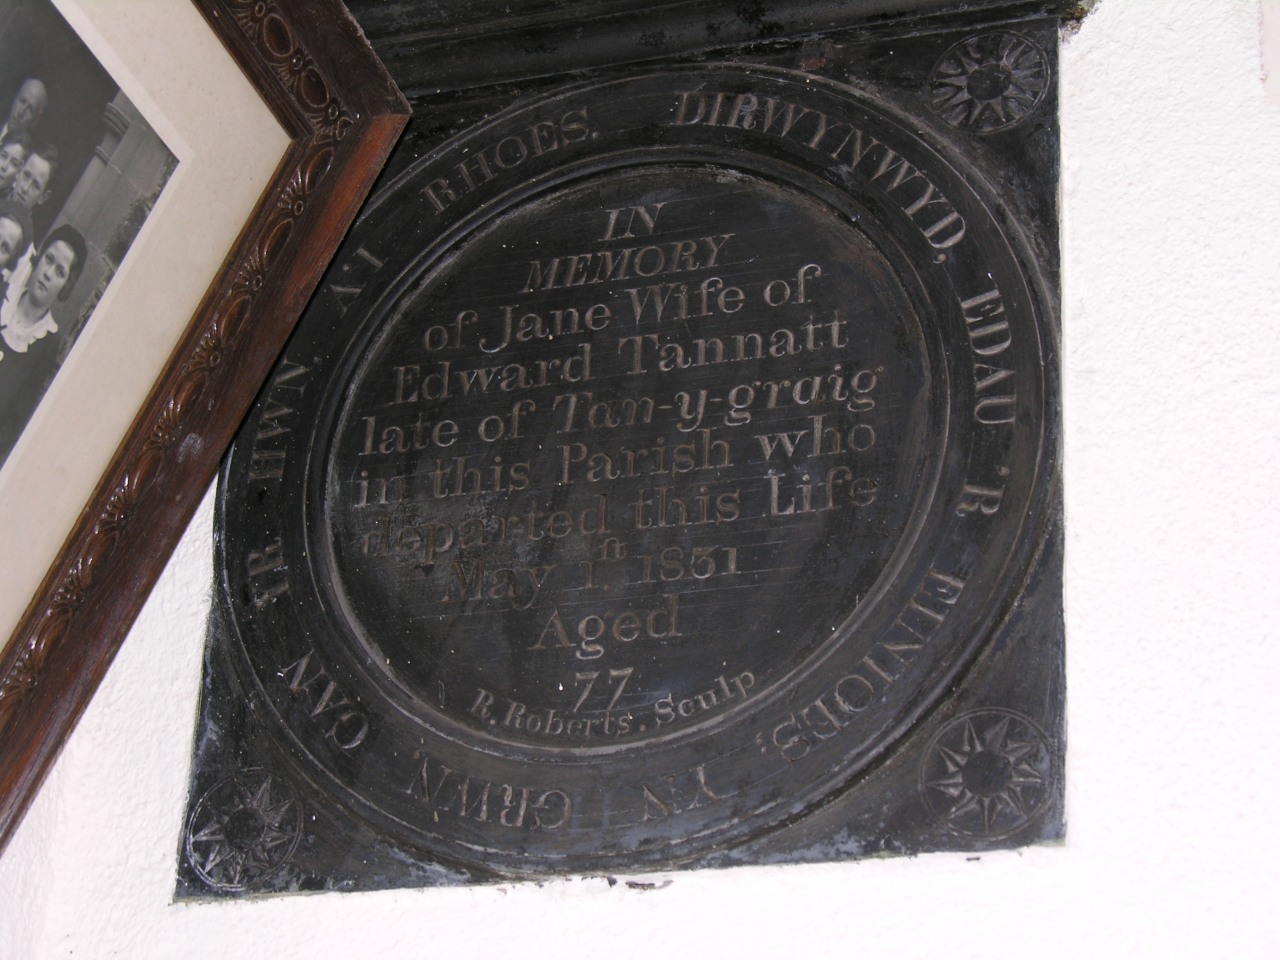 DIRWYNWYD, EDAU 'R EINIOES, YN GRWN, GAN 'R HWN A'I RHOES.
IN
MEMORY
of Jane Wife of
Edward Tannatt
late of Tan-y-graig
in this Parish who
departed this Life
May 1st 1831
Aged
77
R. Roberts. Sculp